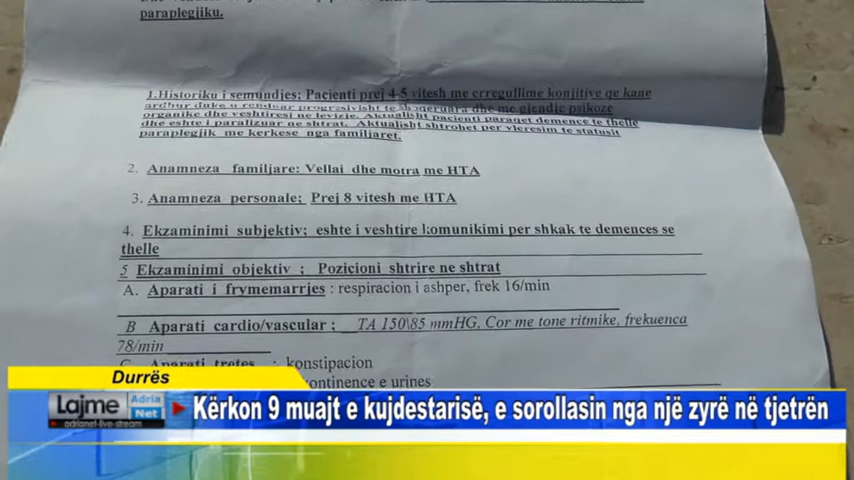 paraplegjiku.
1.Historiku i semundjes; Pacienti prej 4-5 vitesh me erregullime konjitive qe kane
ardhur duke u renduar progresivisht te shoqeruara dhe me gjendje psikoze
organike dhe veshtiresi ne levizje. Aktualisht pacienti paraqet demence te thelle
dhe eshte i paralizuar ne shtrat. Aktualisht shtrohet per vleresim te statusit
paraplegjik me kerkese nga familjaret.
2. Anamneza familjare: Vellai dhe motra me HTA
3. Anamneza personale; Prej 8 vitesh me HTA
4. Ekzaminimi subjektiv; eshte i veshtire komunikimi per shkak te demences se
thelle
5 Ekzaminimi objektiv ; Pozicioni shtrire ne shtrat
A. Aparati i frymemarrjes : respiracion i ashper, frek 16/min
B Aparati cardio/vascular ; TA 150\85 mmHG, Cor me tone ritmike, frekuenca
78/min
C Aparati tretes : konstipacion
kontinence e urines
Durrës
Lajme Adria Net
adrianet-live-stream
Kërkon 9 muajt e kujdestarisë, e sorollasin nga një zyrë në tjetrën